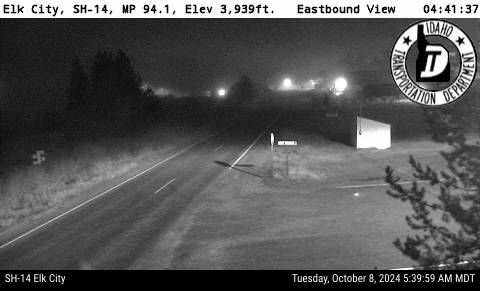 Elk City, SH-14, MP 94.1, Elev 3,939ft. Eastbound View 04:41:37
IDAHO
TRANSPORTATION DEPARTMENT
SH-14 Elk City Tuesday, October 8, 2024 5:39:59 AM MDT